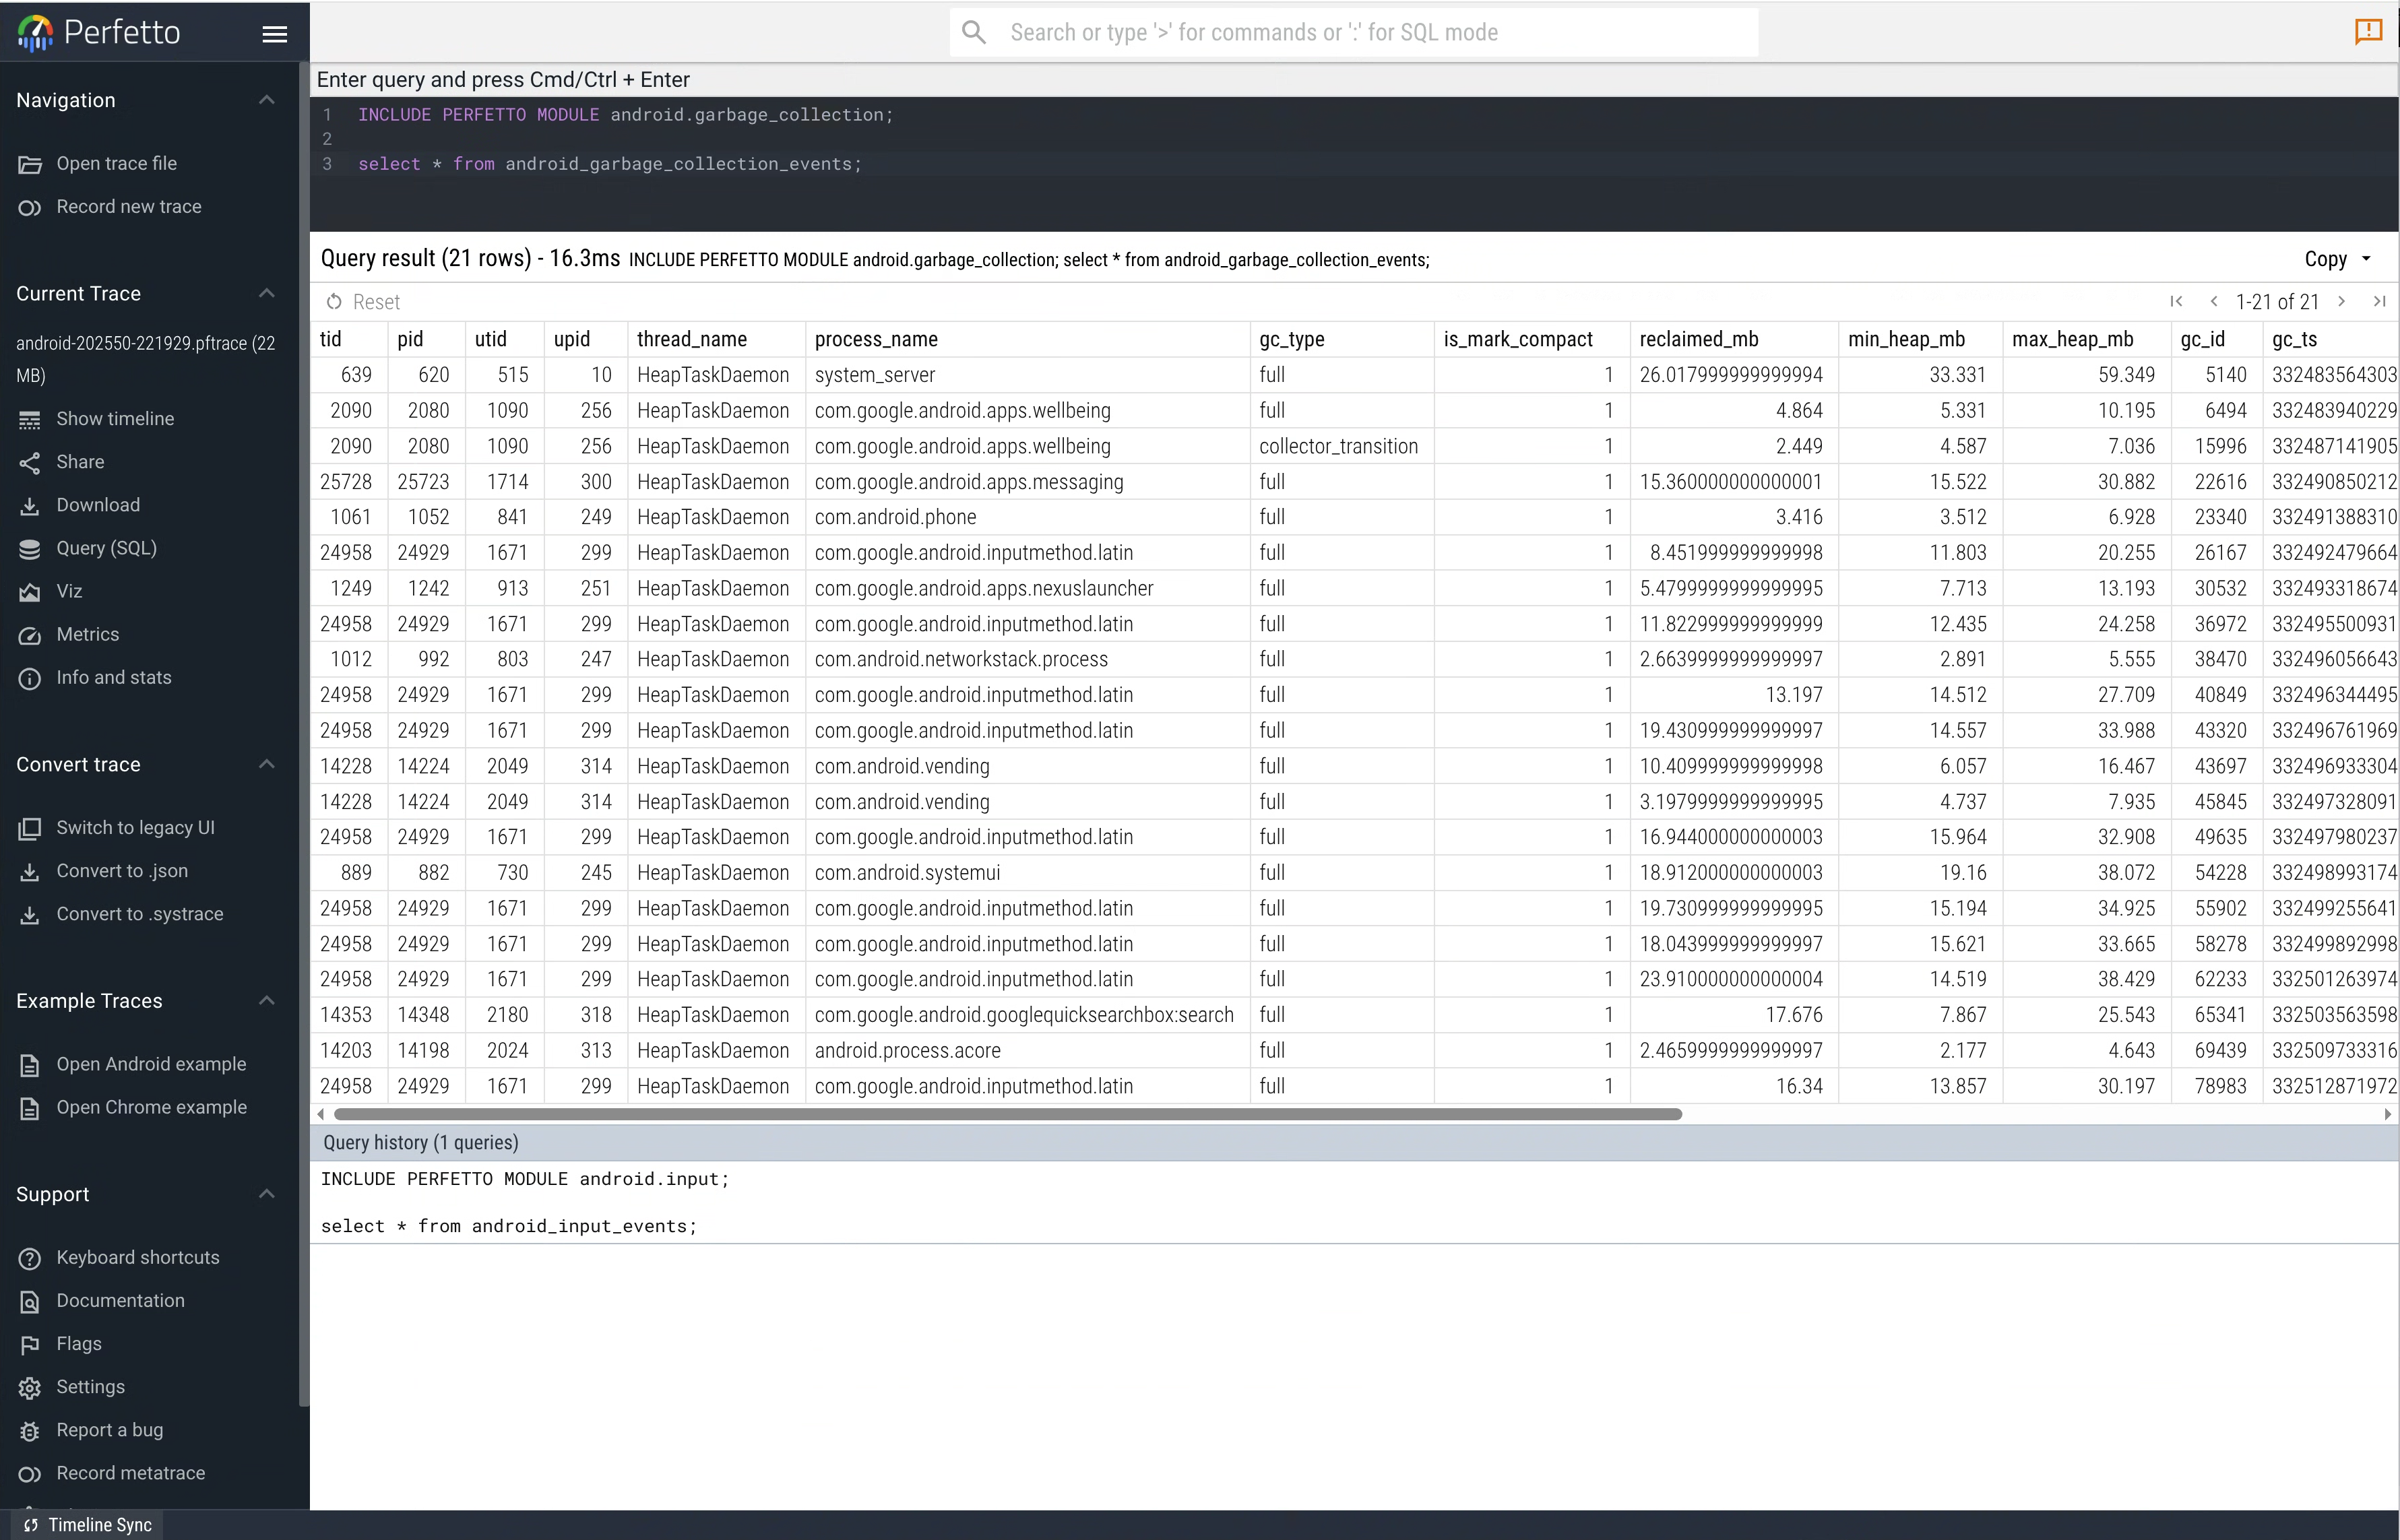 Perfetto
Search or type '>' for commands or ':' for SQL mode
Navigation
Open trace file
Record new trace
Current Trace
android-202550-221929.pftrace (22
MB)
Show timeline
Share
Download
Query (SQL)
Viz
Metrics
Info and stats
Convert trace
Switch to legacy UI
Convert to .json
Convert to .systrace
Example Traces
Open Android example
Open Chrome example
Support
Keyboard shortcuts
Documentation
Flags
Settings
Report a bug
Record metatrace
Timeline Sync
Enter query and press Cmd/Ctrl + Enter
1 INCLUDE PERFETTO MODULE android.garbage_collection;
2
3 select * from android_garbage_collection_events;
Query result (21 rows) - 16.3ms INCLUDE PERFETTO MODULE android.garbage_collection; select * from android_garbage_collection_events; Copy
Reset 1-21 of 21
tid pid utid upid thread_name process_name gc_type is_mark_compact reclaimed_mb min_heap_mb max_heap_mb gc_id gc_ts
639 620 515 10 HeapTaskDaemon system_server full 1 26.017999999999994 33.331 59.349 5140 332483564303
2090 2080 1090 256 HeapTaskDaemon com.google.android.apps.wellbeing full 1 4.864 5.331 10.195 6494 332483940229
2090 2080 1090 256 HeapTaskDaemon com.google.android.apps.wellbeing collector_transition 1 2.449 4.587 7.036 15996 332487141905
25728 25723 1714 300 HeapTaskDaemon com.google.android.apps.messaging full 1 15.360000000000001 15.522 30.882 22616 332490850212
1061 1052 841 249 HeapTaskDaemon com.android.phone full 1 3.416 3.512 6.928 23340 332491388310
24958 24929 1671 299 HeapTaskDaemon com.google.android.inputmethod.latin full 1 8.451999999999998 11.803 20.255 26167 332492479664
1249 1242 913 251 HeapTaskDaemon com.google.android.apps.nexuslauncher full 1 5.4799999999999995 7.713 13.193 30532 332493318674
24958 24929 1671 299 HeapTaskDaemon com.google.android.inputmethod.latin full 1 11.822999999999999 12.435 24.258 36972 332495500931
1012 992 803 247 HeapTaskDaemon com.android.networkstack.process full 1 2.6639999999999997 2.891 5.555 38470 332496056643
24958 24929 1671 299 HeapTaskDaemon com.google.android.inputmethod.latin full 1 13.197 14.512 27.709 40849 332496344495
24958 24929 1671 299 HeapTaskDaemon com.google.android.inputmethod.latin full 1 19.430999999999997 14.557 33.988 43320 332496761969
14228 14224 2049 314 HeapTaskDaemon com.android.vending full 1 10.409999999999998 6.057 16.467 43697 332496933304
14228 14224 2049 314 HeapTaskDaemon com.android.vending full 1 3.1979999999999995 4.737 7.935 45845 332497328091
24958 24929 1671 299 HeapTaskDaemon com.google.android.inputmethod.latin full 1 16.944000000000003 15.964 32.908 49635 332497980237
889 882 730 245 HeapTaskDaemon com.android.systemui full 1 18.912000000000003 19.16 38.072 54228 332498993174
24958 24929 1671 299 HeapTaskDaemon com.google.android.inputmethod.latin full 1 19.730999999999995 15.194 34.925 55902 332499255641
24958 24929 1671 299 HeapTaskDaemon com.google.android.inputmethod.latin full 1 18.043999999999997 15.621 33.665 58278 332499892998
24958 24929 1671 299 HeapTaskDaemon com.google.android.inputmethod.latin full 1 23.910000000000004 14.519 38.429 62233 332501263974
14353 14348 2180 318 HeapTaskDaemon com.google.android.googlequicksearchbox:search full 1 17.676 7.867 25.543 65341 332503563598
14203 14198 2024 313 HeapTaskDaemon android.process.acore full 1 2.4659999999999997 2.177 4.643 69439 332509733316
24958 24929 1671 299 HeapTaskDaemon com.google.android.inputmethod.latin full 1 16.34 13.857 30.197 78983 332512871972
Query history (1 queries)
INCLUDE PERFETTO MODULE android.input;
select * from android_input_events;